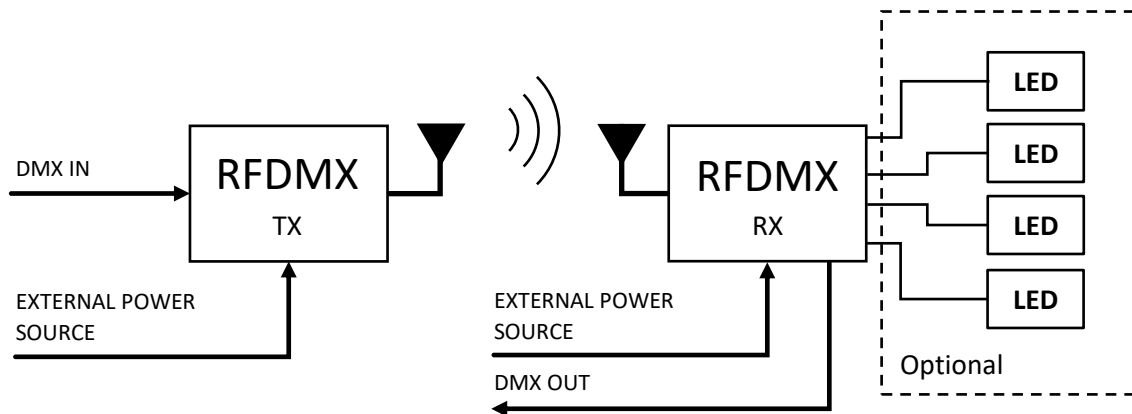 DMX IN
RFDMX
TX
EXTERNAL POWER
SOURCE
RFDMX
RX
EXTERNAL POWER
SOURCE
DMX OUT
LED
LED
LED
LED
Optional